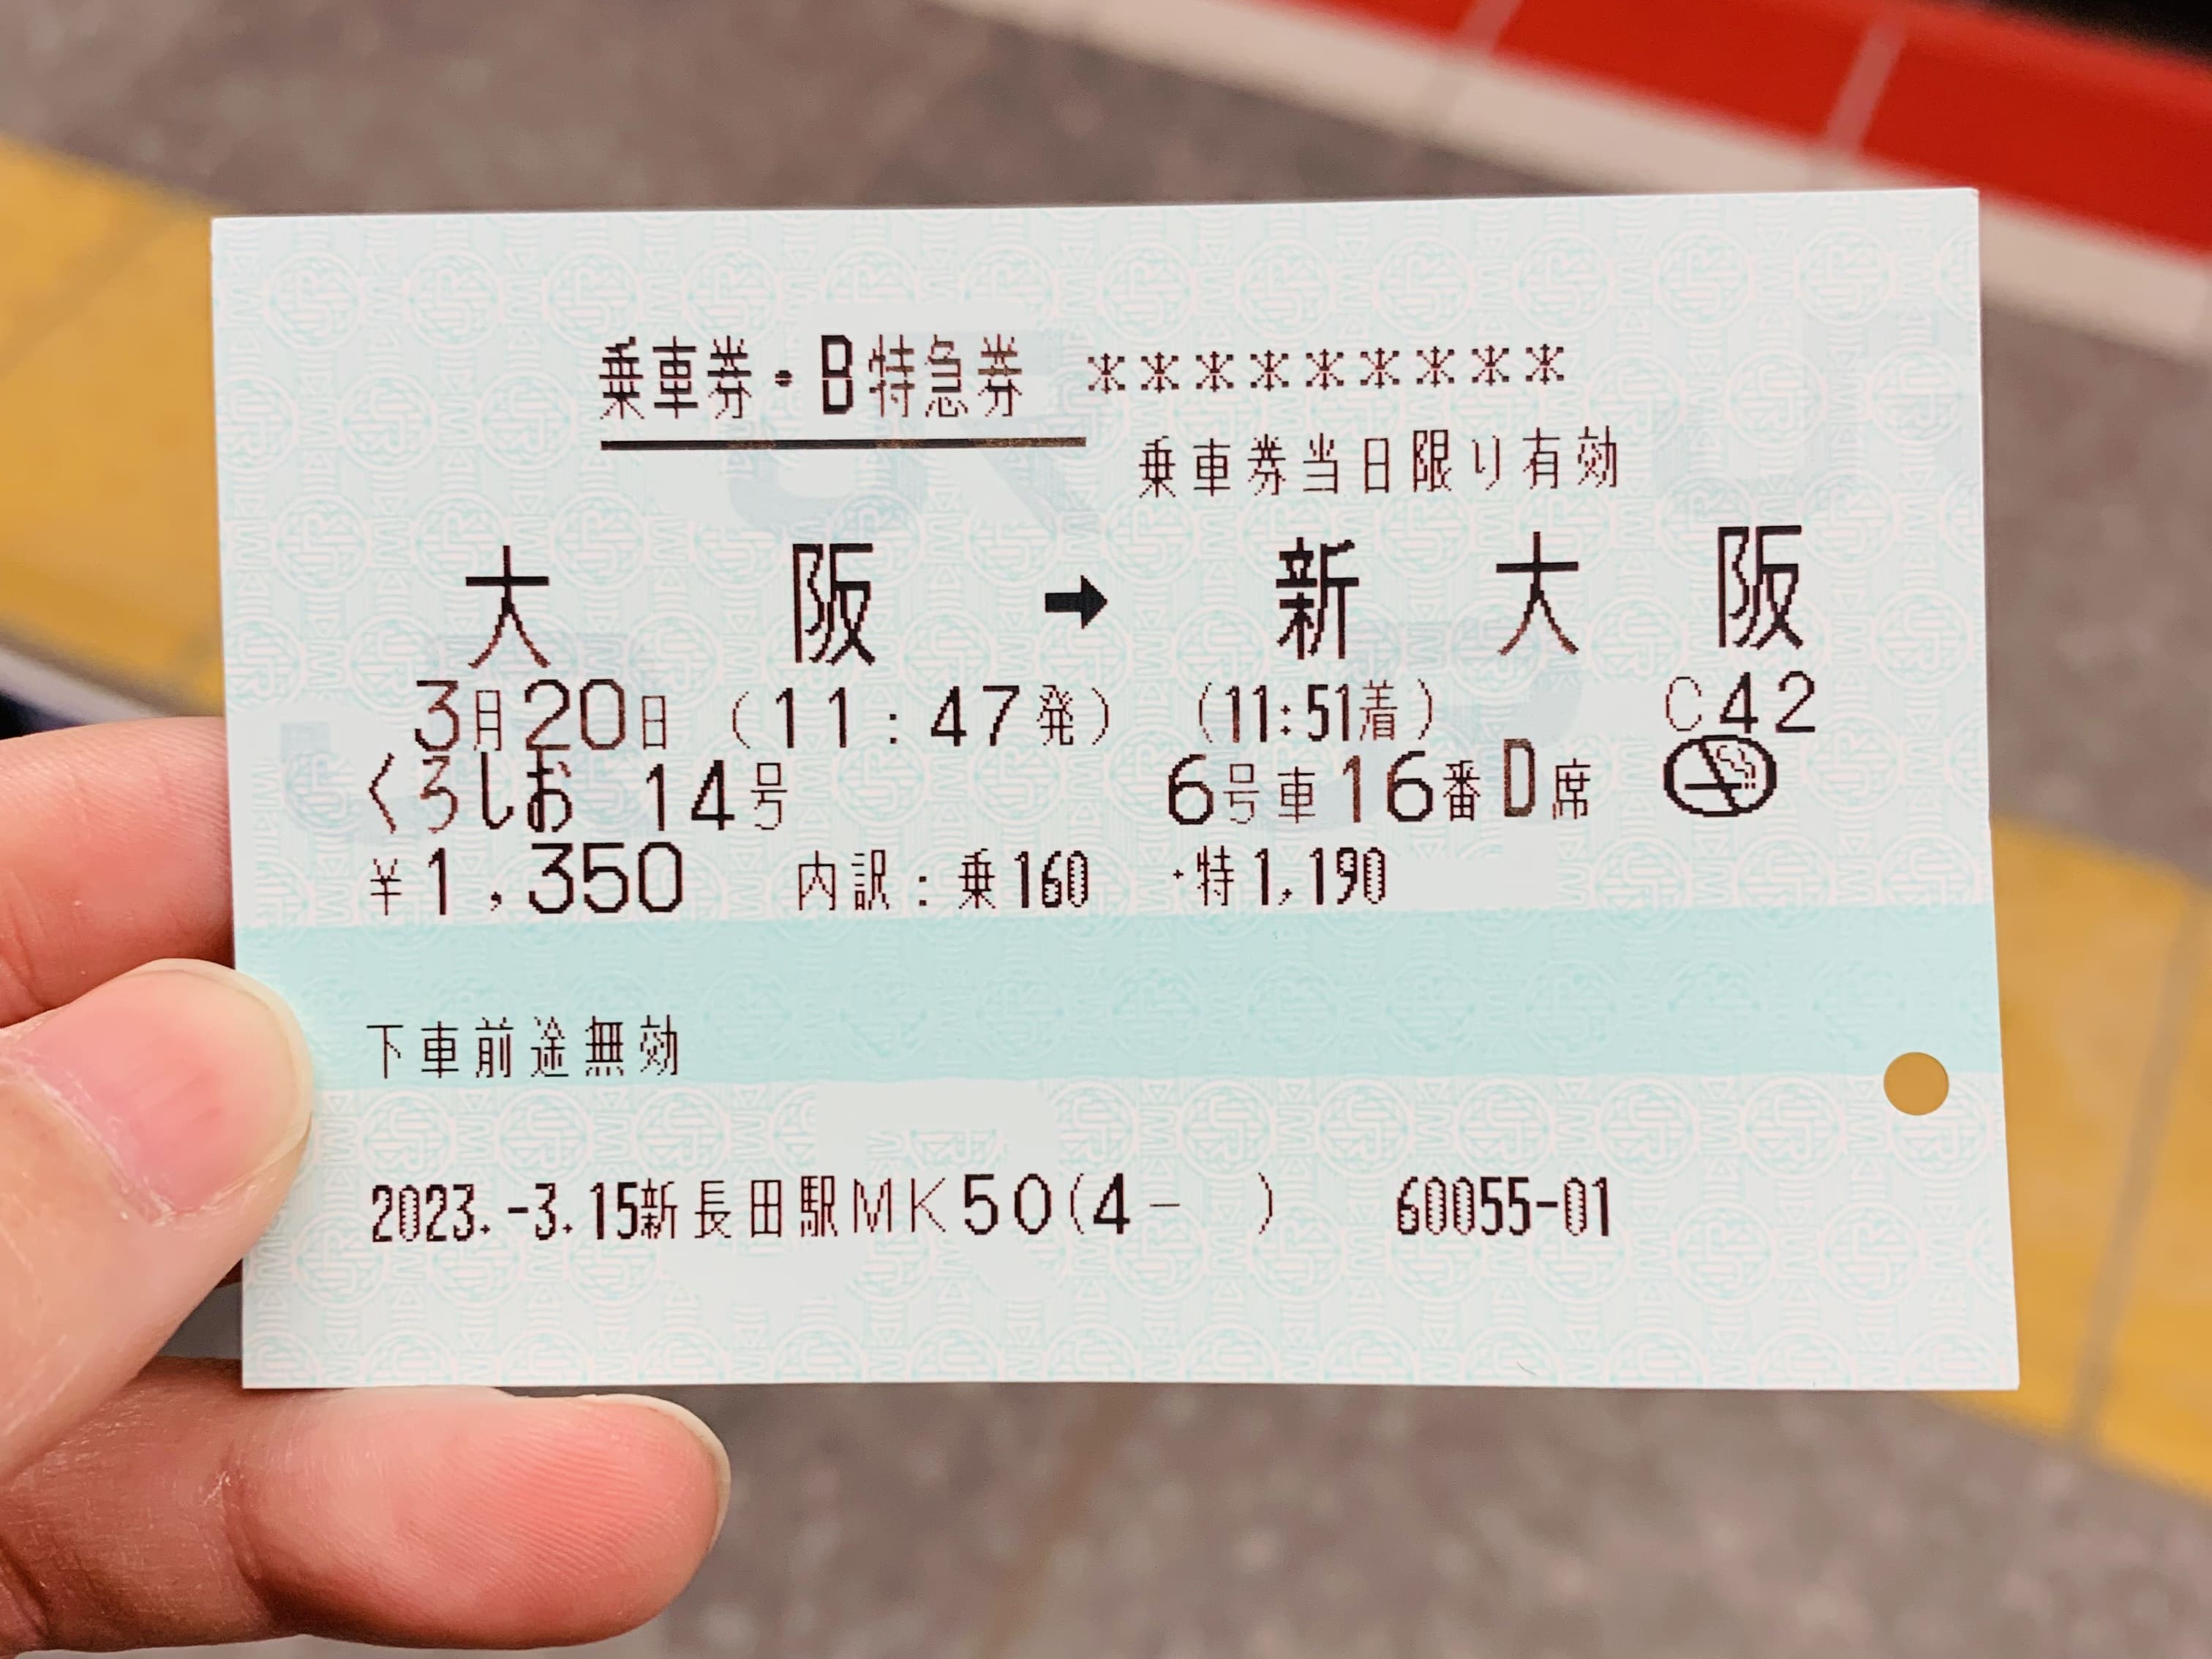 乗車券・B特急券 *********
乗車券当日限り有効
大阪 ➡ 新大阪
3月20日 (11:47発) (11:51着) C42
くろしお 14号 6号車16番D席
¥1,350 内訳:乗160 ・特1,190
下車前途無効
2023.-3.15新長田駅MK50(4- ) 60055-01